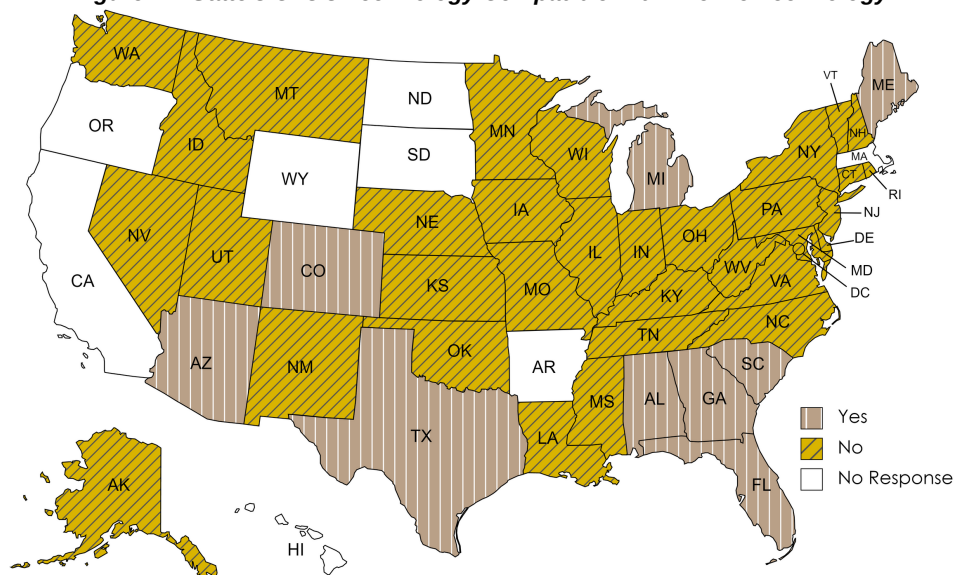 WA
MT
ND
MN
VT
ME
OR
ID
SD
WI
NY
NH
MA
WY
MI
CT
RI
NE
IA
PA
NJ
NV
UT
IL
IN
OH
DE
CA
CO
KS
MO
WV
VA
MD
DC
KY
AZ
NM
OK
AR
TN
NC
SC
MS
AL
GA
TX
LA
Yes
No
FL
No Response
AK
HI